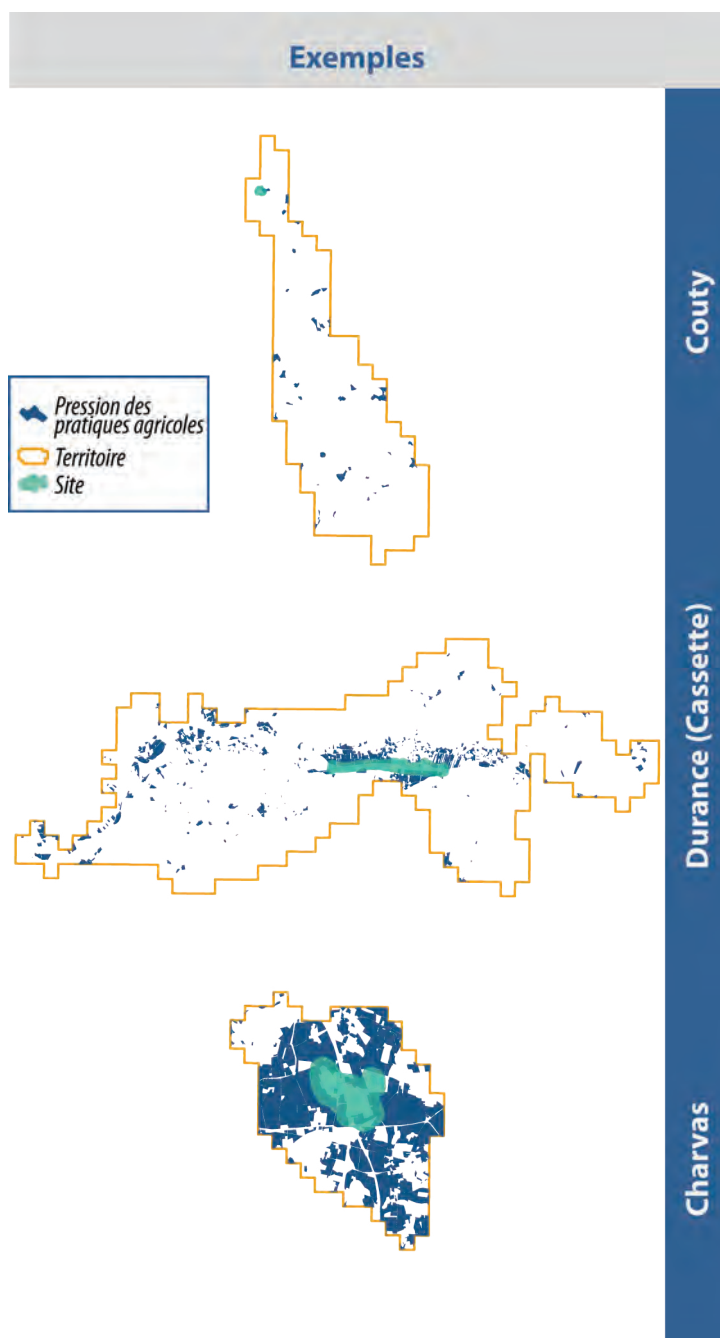 Exemples
Couty
Pression des
pratiques agricoles
Territoire
Site
Durance (Cassette)
Charvas